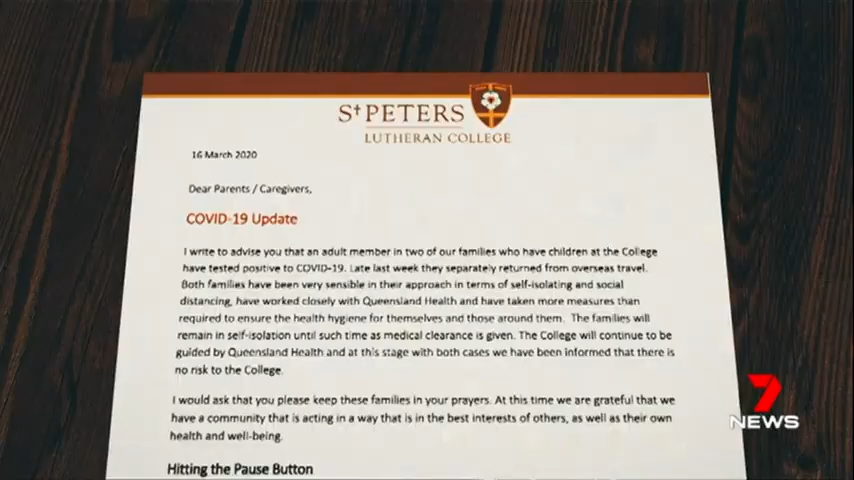 St PETERS
LUTHERAN COLLEGE
16 March 2020
Dear Parents / Caregivers,
COVID-19 Update
I write to advise you that an adult member in two of our families who have children at the College
have tested positive to COVID-19. Late last week they separately returned from overseas travel.
Both families have been very sensible in their approach in terms of self-isolating and social
distancing, have worked closely with Queensland Health and have taken more measures than
required to ensure the health hygiene for themselves and those around them. The families will
remain in self-isolation until such time as medical clearance is given. The College will continue to be
guided by Queensland Health and at this stage with both cases we have been informed that there is
no risk to the College.
I would ask that you please keep these families in your prayers. At this time we are grateful that we
have a community that is acting in a way that is in the best interests of others, as well as their own
health and well-being.
7
NEWS
Hitting the Pause Button